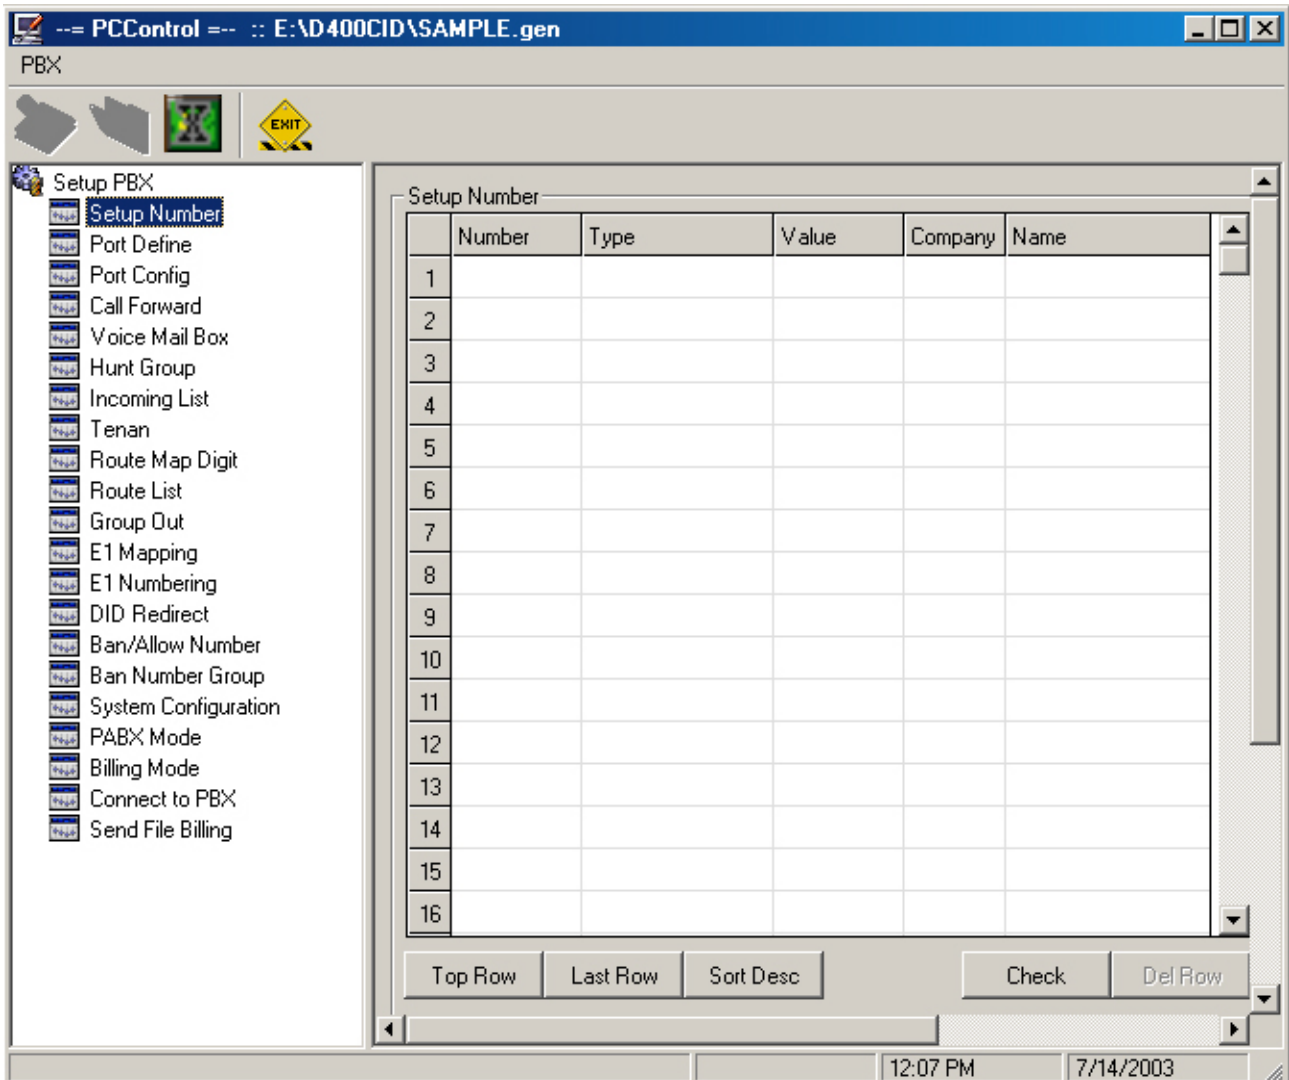 --= PCControl =-- :: E:\D400CID\SAMPLE.gen
PBX
EXIT
Setup PBX
Setup Number
Port Define
Port Config
Call Forward
Voice Mail Box
Hunt Group
Incoming List
Tenan
Route Map Digit
Route List
Group Out
E1 Mapping
E1 Numbering
DID Redirect
Ban/Allow Number
Ban Number Group
System Configuration
PABX Mode
Billing Mode
Connect to PBX
Send File Billing
Setup Number
Number Type Value Company Name
1
2
3
4
5
6
7
8
9
10
11
12
13
14
15
16
Top Row Last Row Sort Desc Check Del Row
12:07 PM 7/14/2003